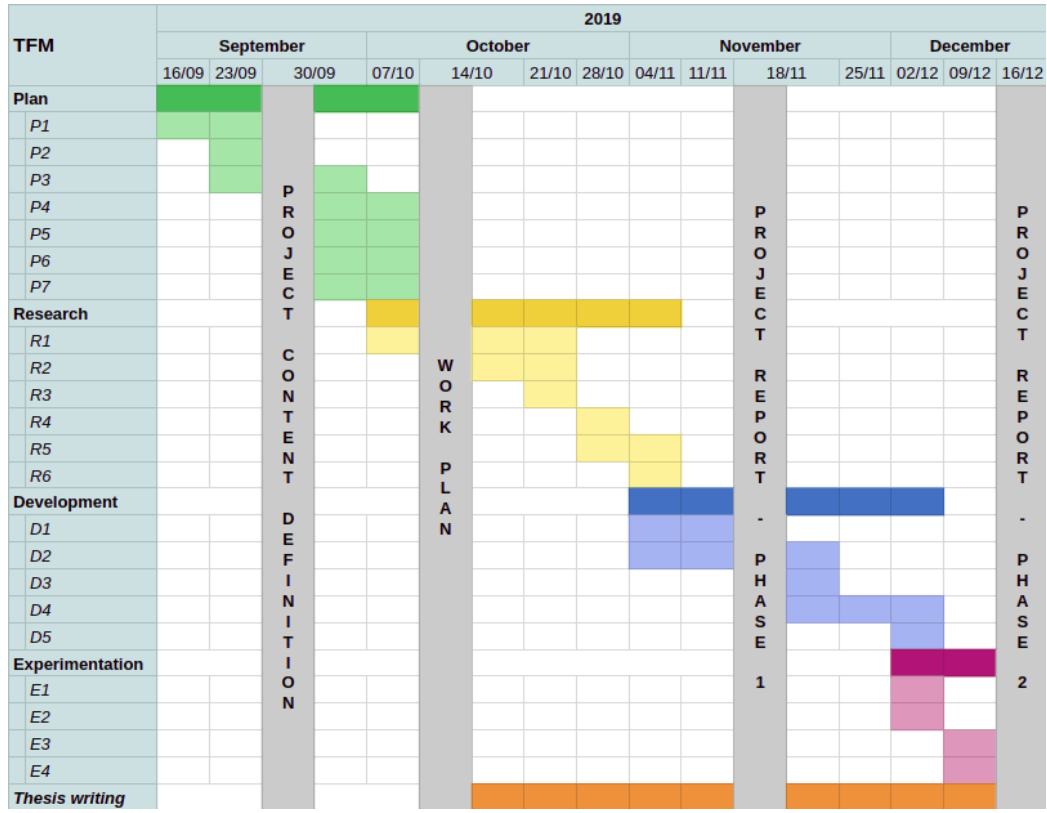 2019
TFM
September October November December
16/09 23/09 30/09 07/10 14/10 21/10 28/10 04/11 11/11 18/11 25/11 02/12 09/12 16/12
Plan
P1
P2
P3
P4
P5
P6
P7
Research
R1
R2
R3
R4
R5
R6
Development
D1
D2
D3
D4
D5
Experimentation
E1
E2
E3
E4
Thesis writing
PROJECT CONTENT DEFINITION
WORK PLAN
PROJECT REPORT - PHASE 1
PROJECT REPORT - PHASE 2